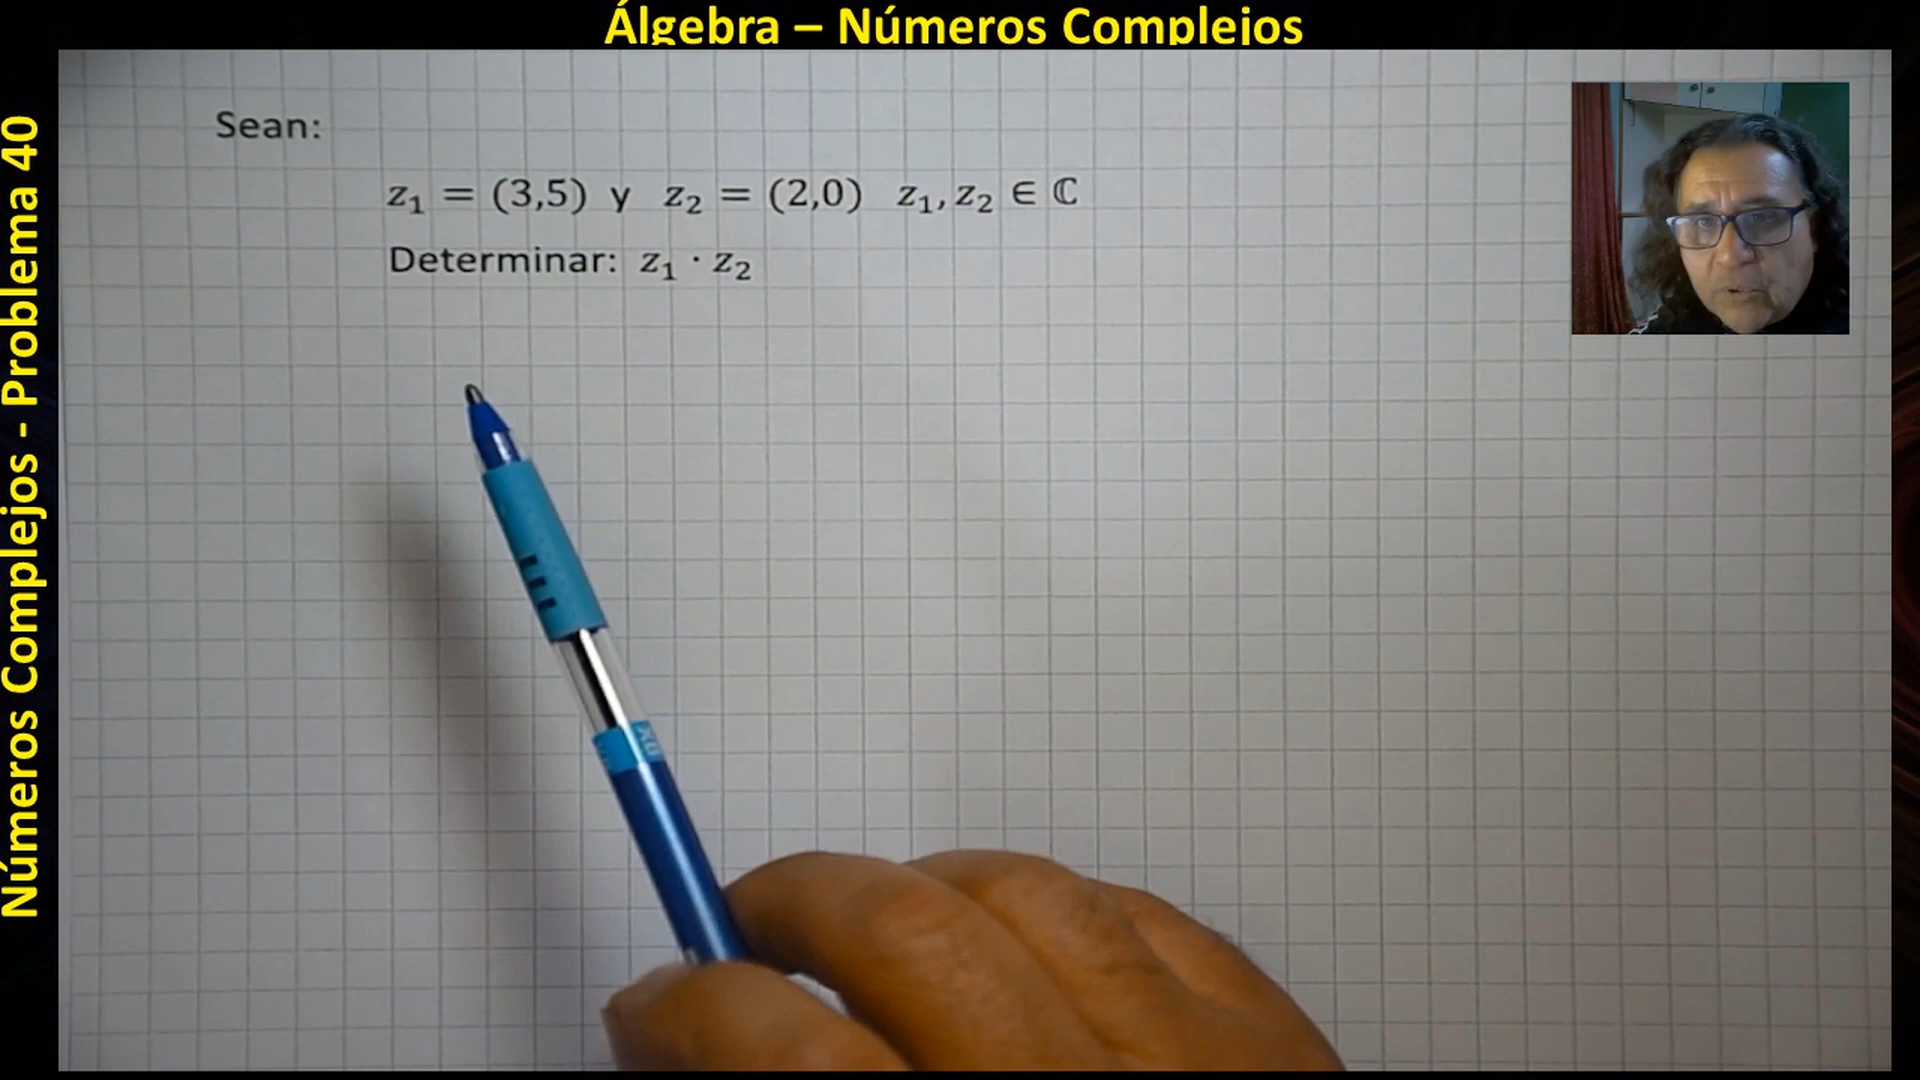 Álgebra – Números Complejos
Números Complejos - Problema 40
Sean:
z₁ = (3,5) y z₂ = (2,0) z₁, z₂ ∈ ℂ
Determinar: z₁ · z₂